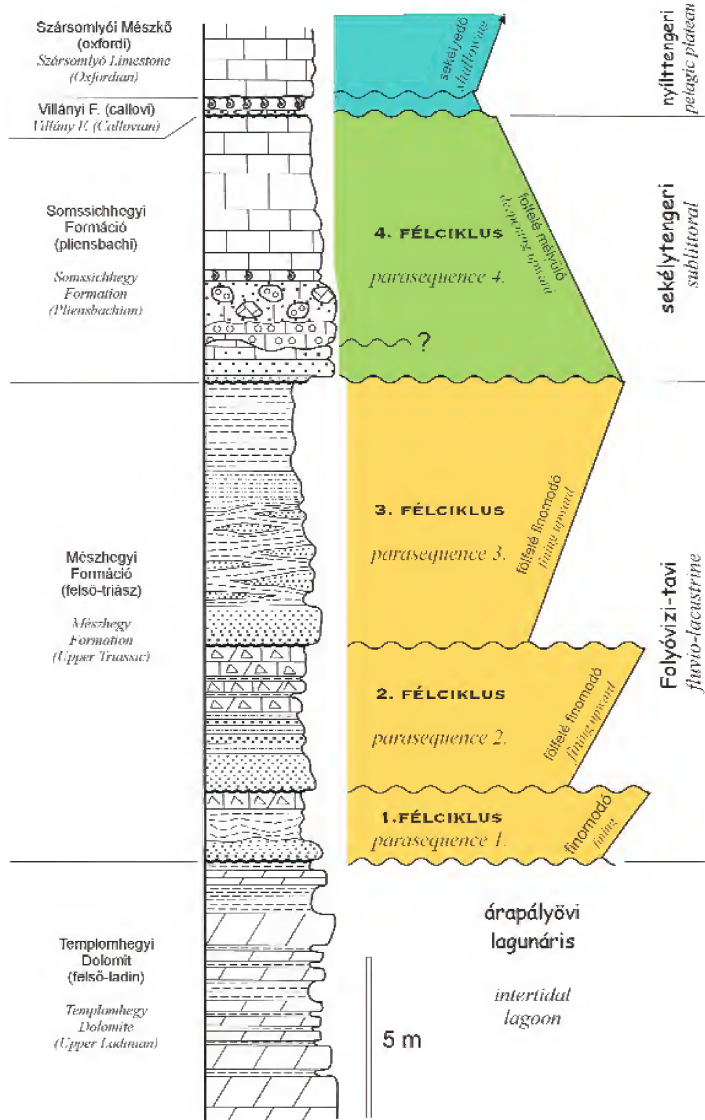 Szársomlyói Mészkő
(oxfordi)
Szársomlyó Limestone
(Oxfordian)
Villányi F. (callovi)
Villány F. (Callovian)
Somssichhegyi
Formáció
(pliensbachi)
Somssichhegy
Formation
(Pliensbachian)
Mészhegyi
Formáció
(felső-triász)
Mészhegy
Formation
(Upper Triassic)
Templomhegyi
Dolomit
(felső-ladin)
Templomhegy
Dolomite
(Upper Ladinian)
sekélyedő
shallowing
4. FÉLCIKLUS
parasequence 4.
fölfelé mélyülő
deepening upward
?
3. FÉLCIKLUS
parasequence 3.
fölfelé finomodó
fining upward
2. FÉLCIKLUS
parasequence 2.
fölfelé finomodó
fining upward
1.FÉLCIKLUS
parasequence 1.
finomodó
fining
5 m
árapályövi
lagunáris
intertidal
lagoon
nyílttengeri
pelagic plateau
sekélytengeri
sublittoral
Folyóvizi-tavi
fluvio-lacustrine